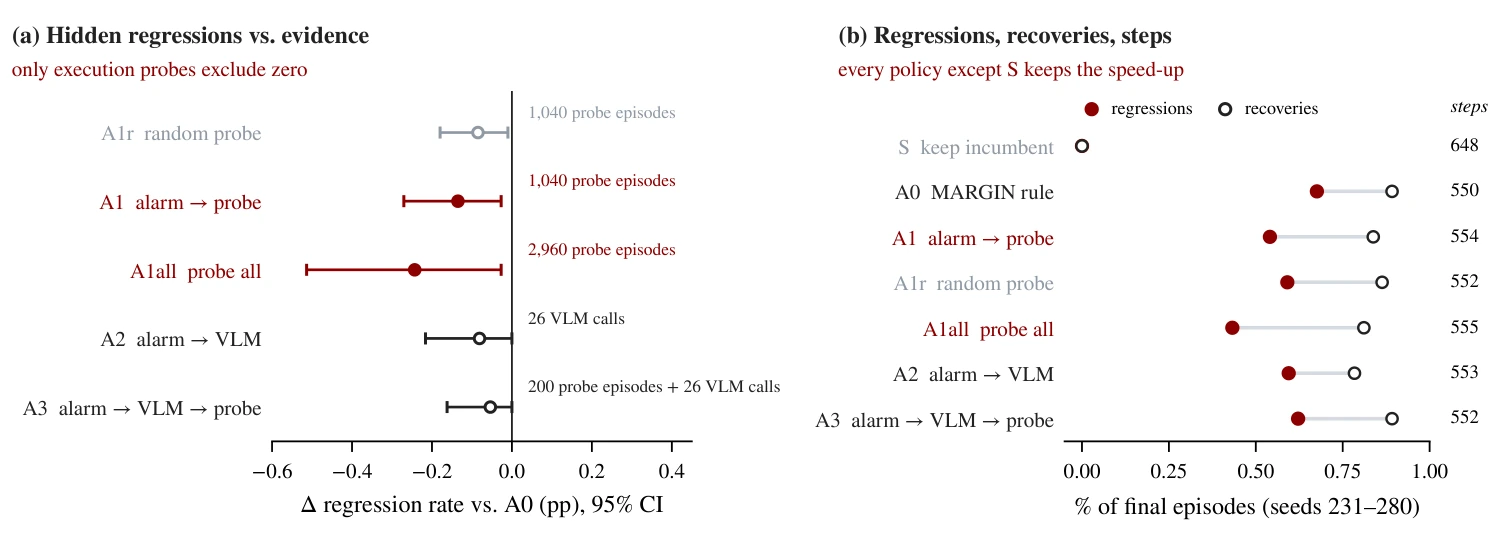 (a) Hidden regressions vs. evidence
only execution probes exclude zero
A1r random probe
1,040 probe episodes
A1 alarm → probe
1,040 probe episodes
A1all probe all
2,960 probe episodes
A2 alarm → VLM
26 VLM calls
A3 alarm → VLM → probe
200 probe episodes + 26 VLM calls
−0.6 −0.4 −0.2 0.0 0.2 0.4
Δ regression rate vs. A0 (pp), 95% CI
(b) Regressions, recoveries, steps
every policy except S keeps the speed-up
regressions recoveries steps
S keep incumbent 648
A0 MARGIN rule 550
A1 alarm → probe 554
A1r random probe 552
A1all probe all 555
A2 alarm → VLM 553
A3 alarm → VLM → probe 552
0.00 0.25 0.50 0.75 1.00
% of final episodes (seeds 231–280)